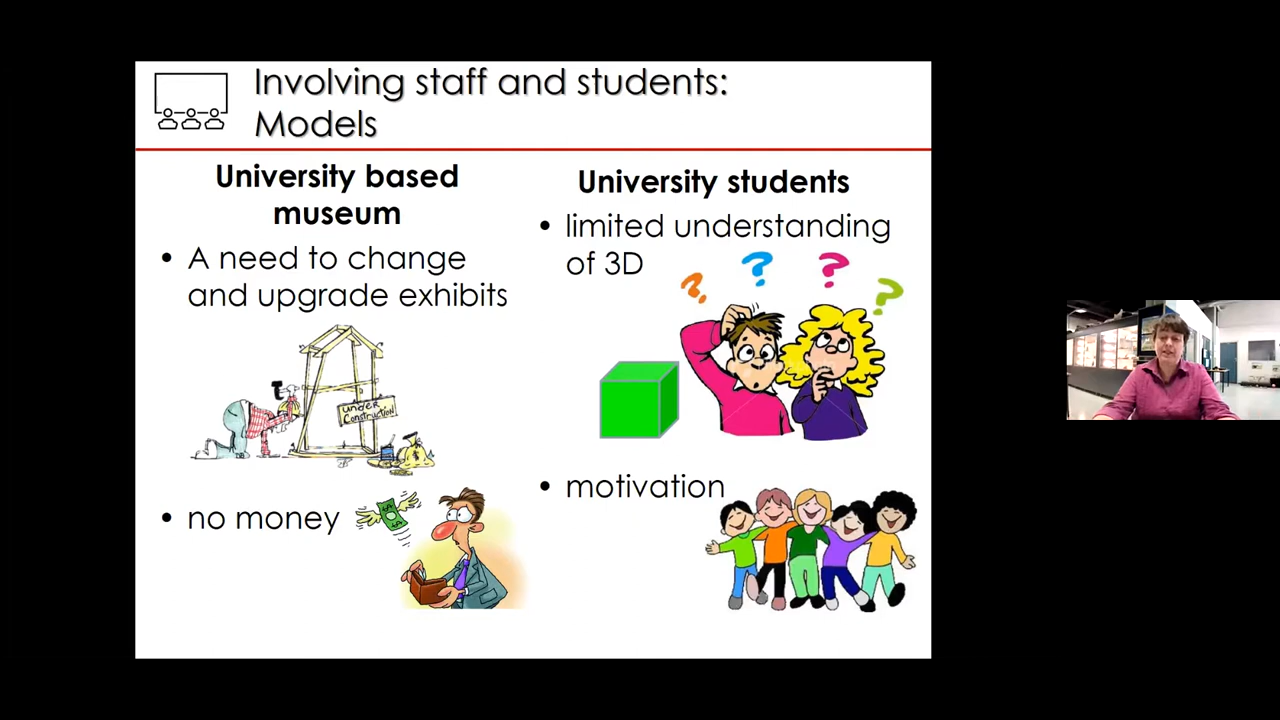 Involving staff and students:
Models
University based
museum
• A need to change
and upgrade exhibits
under
Construction
• no money
University students
• limited understanding
of 3D
? ? ? ?
• motivation